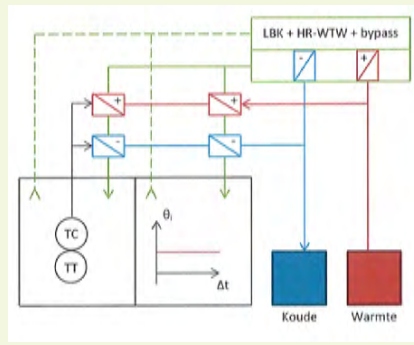 LBK + HR-WTW + bypass
- +
+ +
- -
TC
TT
θi
Δt
Koude Warmte